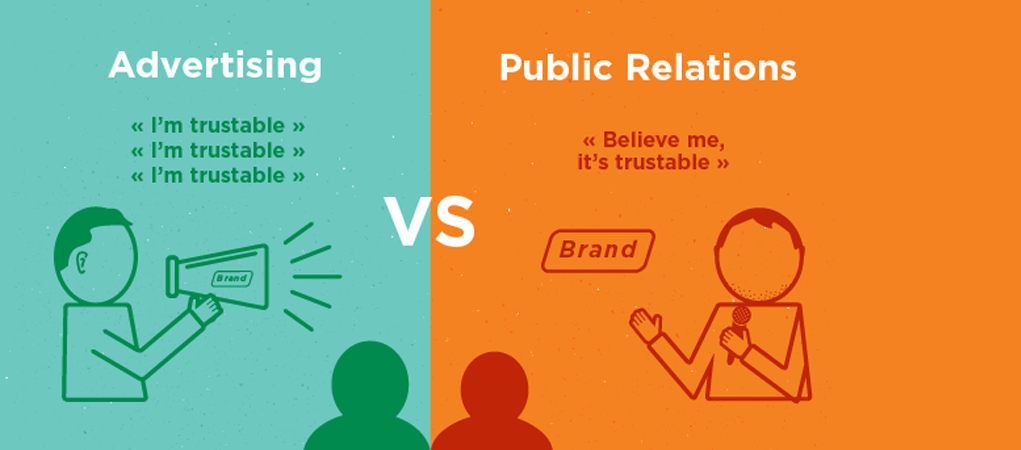 Advertising
« I’m trustable »
« I’m trustable »
« I’m trustable »
Brand
VS
Public Relations
« Believe me,
it’s trustable »
Brand